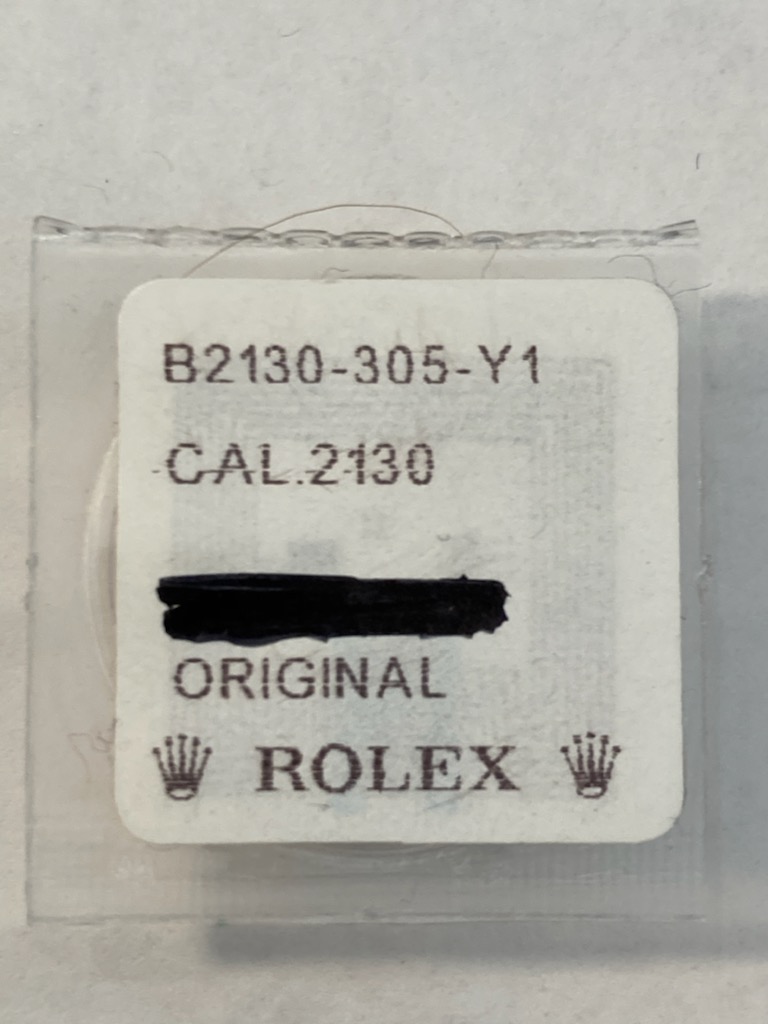 B2130-305-Y1
CAL.2130
ORIGINAL
ROLEX